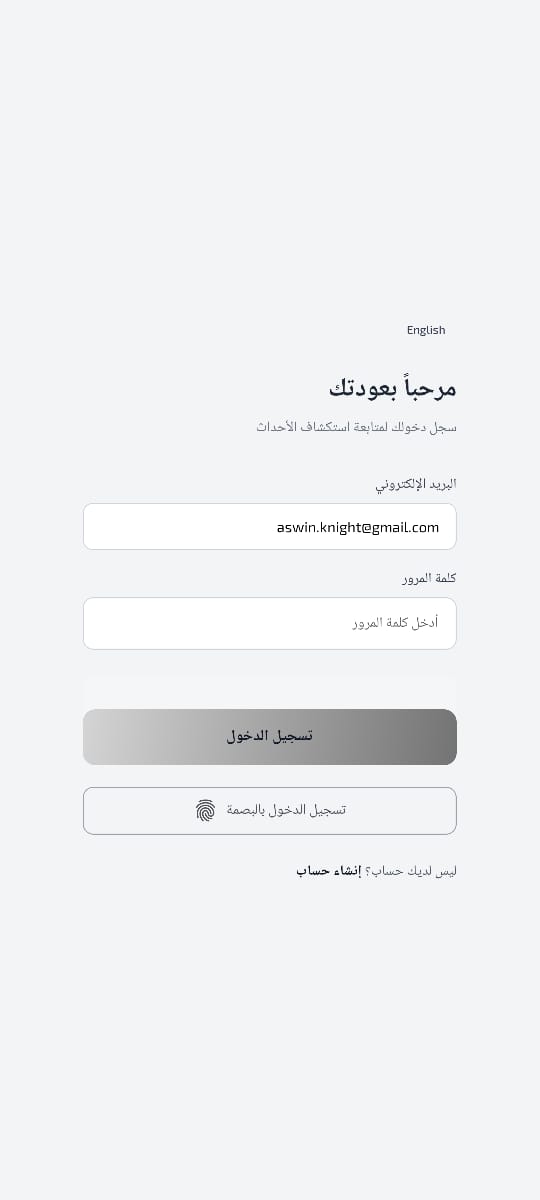 English
مرحباً بعودتك
سجل دخولك لمتابعة استكشاف الأحداث
البريد الإلكتروني
aswin.knight@gmail.com
كلمة المرور
أدخل كلمة المرور
تسجيل الدخول
تسجيل الدخول بالبصمة
ليس لديك حساب؟ إنشاء حساب